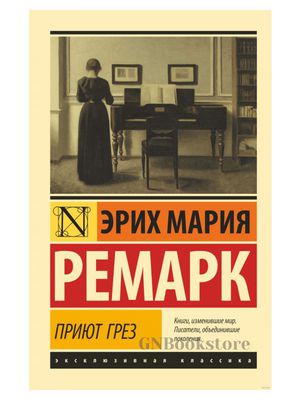 N
ЭРИХ МАРИЯ
РЕМАРК
ПРИЮТ ГРЕЗ
Книги, изменившие мир.
Писатели, объединившие
поколения.
GNBookstore
эксклюзивная классика